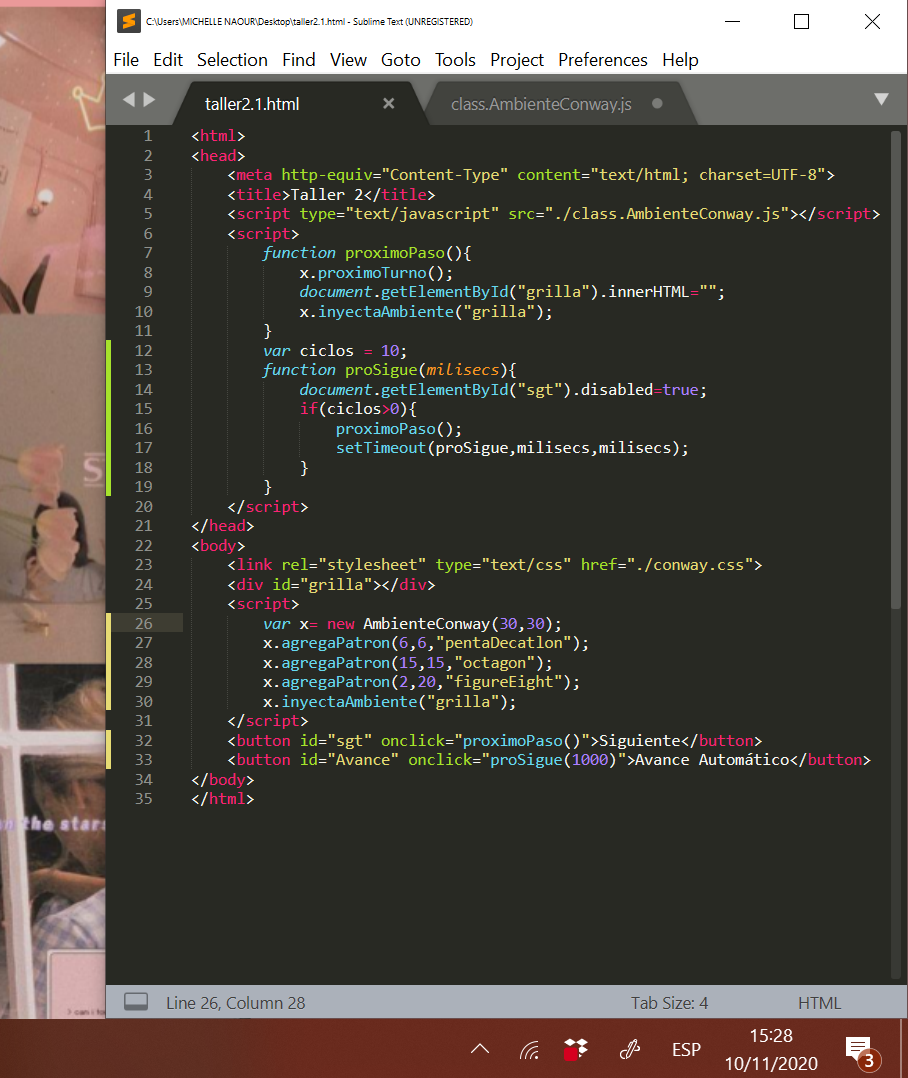 C:\Users\MICHELLE NAOUR\Desktop\taller2.1.html - Sublime Text (UNREGISTERED)
File Edit Selection Find View Goto Tools Project Preferences Help
taller2.1.html class.AmbienteConway.js
1 <html>
2 <head>
3 <meta http-equiv="Content-Type" content="text/html; charset=UTF-8">
4 <title>Taller 2</title>
5 <script type="text/javascript" src="./class.AmbienteConway.js"></script>
6 <script>
7 function proximoPaso(){
8 x.proximoTurno();
9 document.getElementById("grilla").innerHTML="";
10 x.inyectaAmbiente("grilla");
11 }
12 var ciclos = 10;
13 function proSigue(milisecs){
14 document.getElementById("sgt").disabled=true;
15 if(ciclos>0){
16 proximoPaso();
17 setTimeout(proSigue,milisecs,milisecs);
18 }
19 }
20 </script>
21 </head>
22 <body>
23 <link rel="stylesheet" type="text/css" href="./conway.css">
24 <div id="grilla"></div>
25 <script>
26 var x= new AmbienteConway(30,30);
27 x.agregaPatron(6,6,"pentaDecatlon");
28 x.agregaPatron(15,15,"octagon");
29 x.agregaPatron(2,20,"figureEight");
30 x.inyectaAmbiente("grilla");
31 </script>
32 <button id="sgt" onclick="proximoPaso()">Siguiente</button>
33 <button id="Avance" onclick="proSigue(1000)">Avance Automático</button>
34 </body>
35 </html>
the stars
Line 26, Column 28 Tab Size: 4 HTML
ESP
15:28
10/11/2020
3